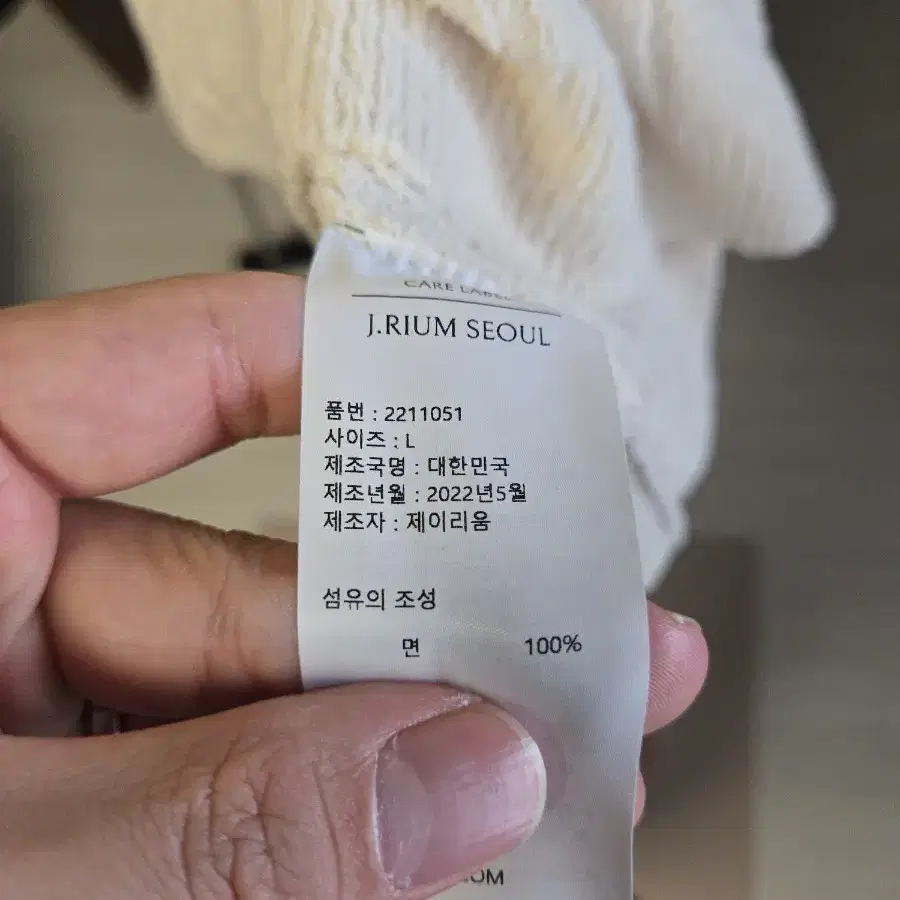 CARE LABEL
J.RIUM SEOUL
품번 : 2211051
사이즈 : L
제조국명 : 대한민국
제조년월 : 2022년5월
제조자 : 제이리움
섬유의 조성
면 100%